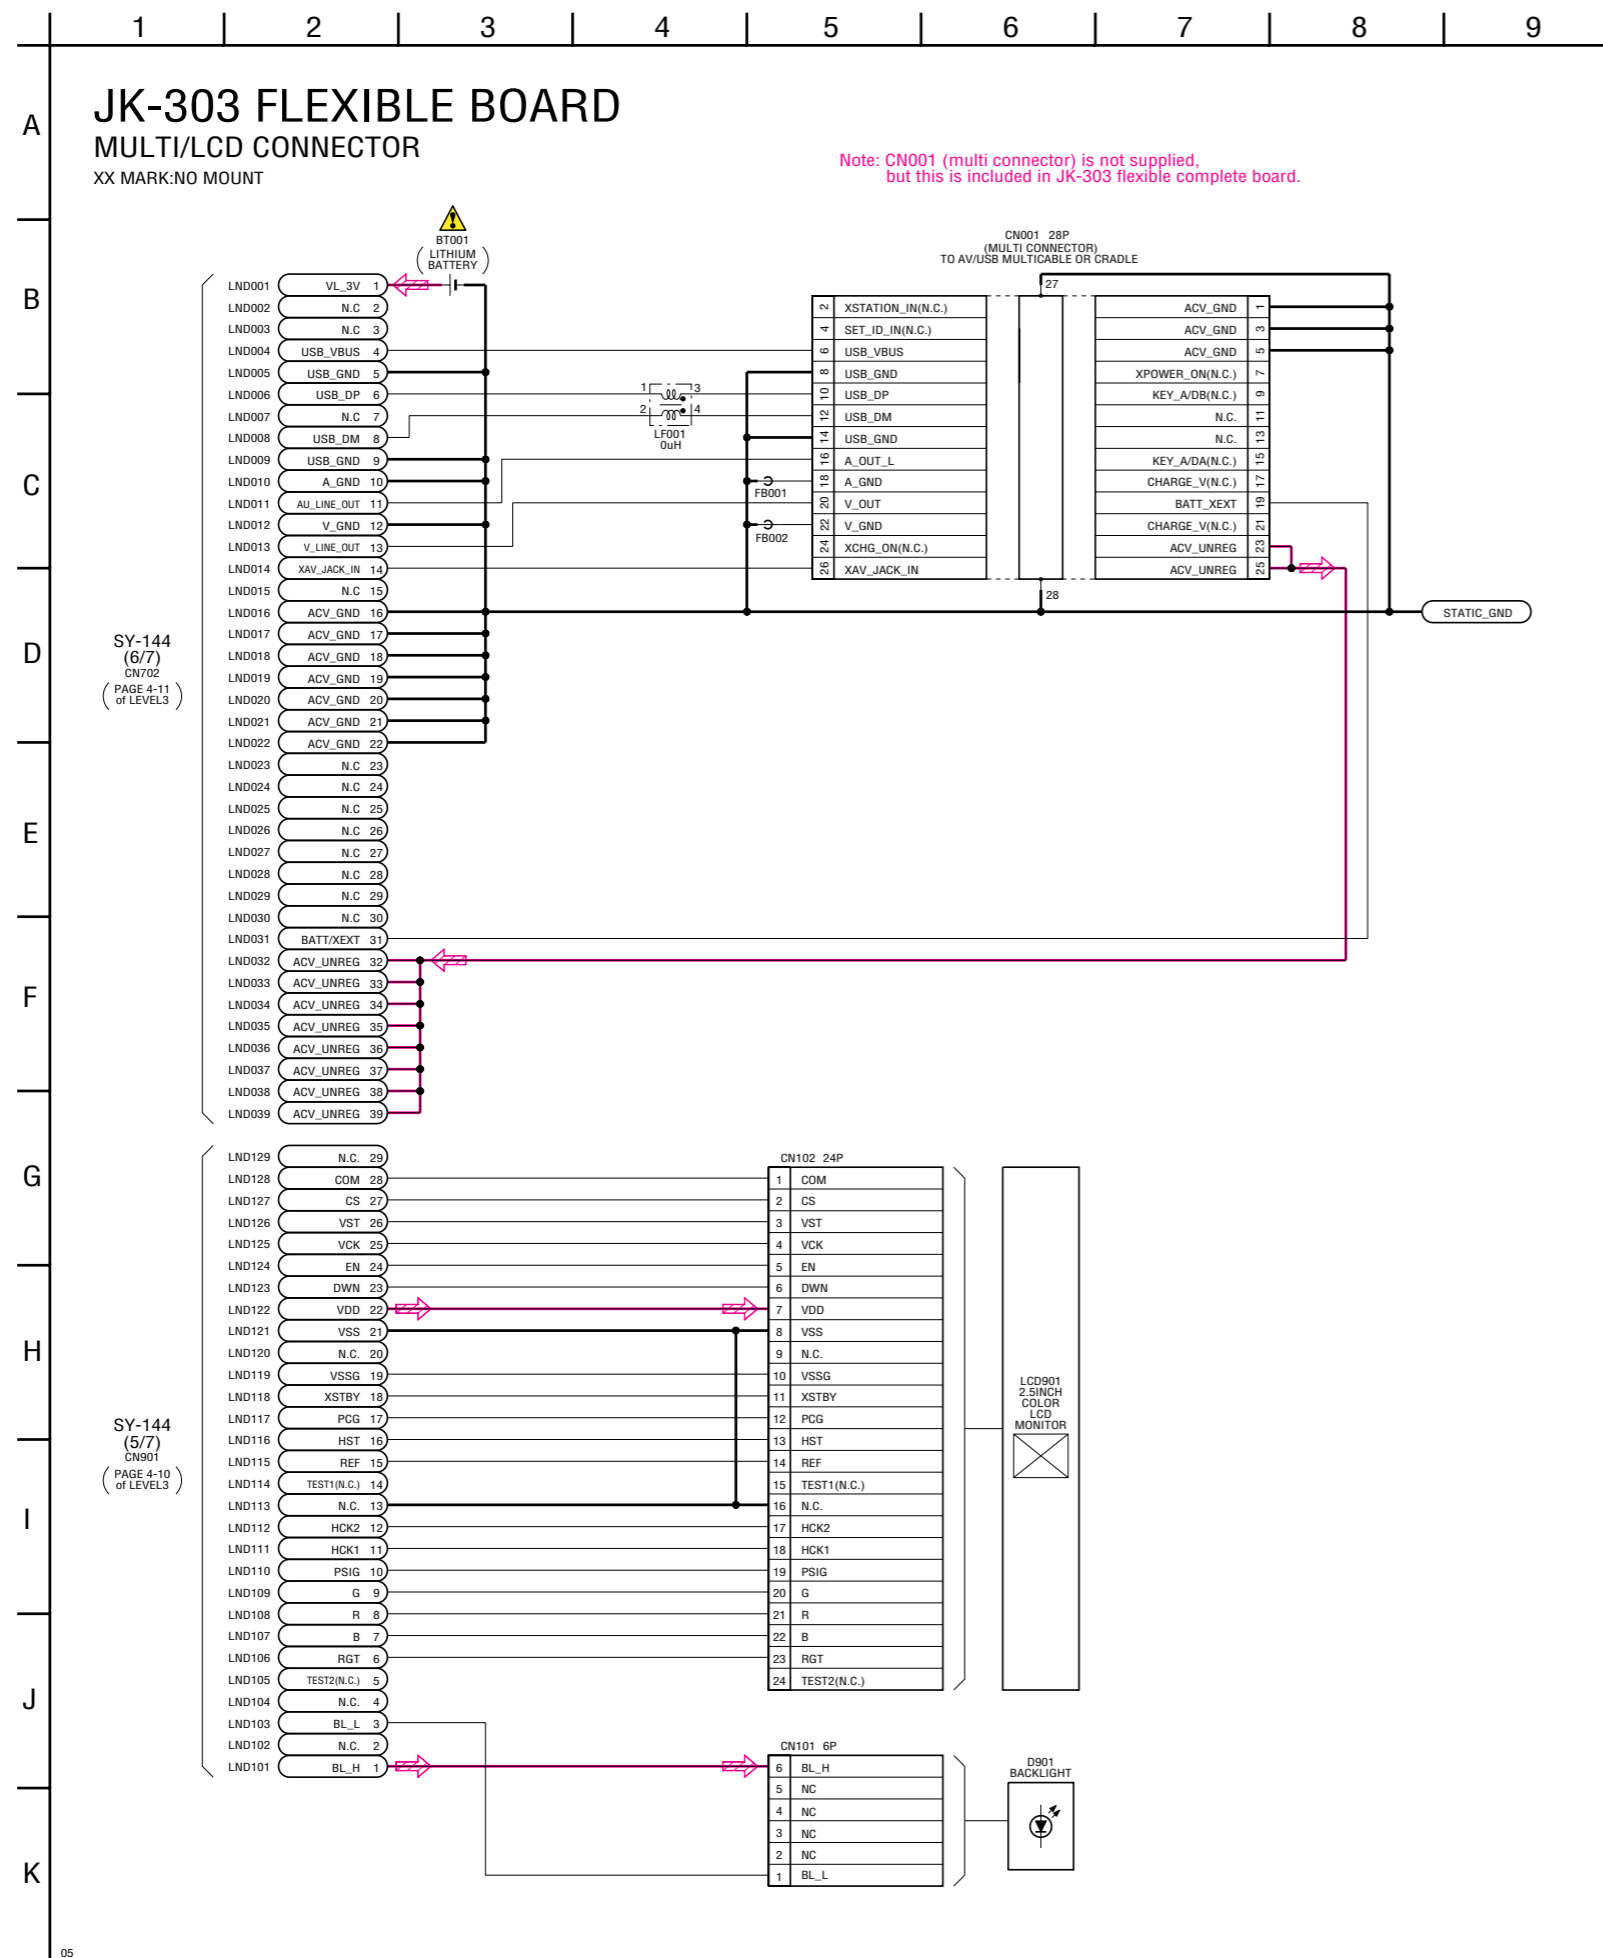 1 2 3 4 5 6 7 8 9
A
JK-303 FLEXIBLE BOARD
MULTI/LCD CONNECTOR
XX MARK:NO MOUNT
Note: CN001 (multi connector) is not supplied,
but this is included in JK-303 flexible complete board.
B
C
D
E
F
G
H
I
J
K
BT001
LITHIUM
BATTERY
SY-144
(6/7)
CN702
PAGE 4-11
of LEVEL3
LND001 VL_3V 1
LND002 N.C 2
LND003 N.C 3
LND004 USB_VBUS 4
LND005 USB_GND 5
LND006 USB_DP 6
LND007 N.C 7
LND008 USB_DM 8
LND009 USB_GND 9
LND010 A_GND 10
LND011 AU_LINE_OUT 11
LND012 V_GND 12
LND013 V_LINE_OUT 13
LND014 XAV_JACK_IN 14
LND015 N.C 15
LND016 ACV_GND 16
LND017 ACV_GND 17
LND018 ACV_GND 18
LND019 ACV_GND 19
LND020 ACV_GND 20
LND021 ACV_GND 21
LND022 ACV_GND 22
LND023 N.C 23
LND024 N.C 24
LND025 N.C 25
LND026 N.C 26
LND027 N.C 27
LND028 N.C 28
LND029 N.C 29
LND030 N.C 30
LND031 BATT/XEXT 31
LND032 ACV_UNREG 32
LND033 ACV_UNREG 33
LND034 ACV_UNREG 34
LND035 ACV_UNREG 35
LND036 ACV_UNREG 36
LND037 ACV_UNREG 37
LND038 ACV_UNREG 38
LND039 ACV_UNREG 39
1 3
2 4
LF001
0uH
FB001
FB002
CN001 28P
(MULTI CONNECTOR)
TO AV/USB MULTICABLE OR CRADLE
27
2 XSTATION_IN(N.C.)
4 SET_ID_IN(N.C.)
6 USB_VBUS
8 USB_GND
10 USB_DP
12 USB_DM
14 USB_GND
16 A_OUT_L
18 A_GND
20 V_OUT
22 V_GND
24 XCHG_ON(N.C.)
26 XAV_JACK_IN
ACV_GND 1
ACV_GND 3
ACV_GND 5
XPOWER_ON(N.C.) 7
KEY_A/DB(N.C.) 9
N.C. 11
N.C. 13
KEY_A/DA(N.C.) 15
CHARGE_V(N.C.) 17
BATT_XEXT 19
CHARGE_V(N.C.) 21
ACV_UNREG 23
ACV_UNREG 25
28
STATIC_GND
SY-144
(5/7)
CN901
PAGE 4-10
of LEVEL3
LND129 N.C. 29
LND128 COM 28
LND127 CS 27
LND126 VST 26
LND125 VCK 25
LND124 EN 24
LND123 DWN 23
LND122 VDD 22
LND121 VSS 21
LND120 N.C. 20
LND119 VSSG 19
LND118 XSTBY 18
LND117 PCG 17
LND116 HST 16
LND115 REF 15
LND114 TEST1(N.C.) 14
LND113 N.C. 13
LND112 HCK2 12
LND111 HCK1 11
LND110 PSIG 10
LND109 G 9
LND108 R 8
LND107 B 7
LND106 RGT 6
LND105 TEST2(N.C.) 5
LND104 N.C. 4
LND103 BL_L 3
LND102 N.C. 2
LND101 BL_H 1
CN102 24P
1 COM
2 CS
3 VST
4 VCK
5 EN
6 DWN
7 VDD
8 VSS
9 N.C.
10 VSSG
11 XSTBY
12 PCG
13 HST
14 REF
15 TEST1(N.C.)
16 N.C.
17 HCK2
18 HCK1
19 PSIG
20 G
21 R
22 B
23 RGT
24 TEST2(N.C.)
LCD901
2.5INCH
COLOR
LCD
MONITOR
CN101 6P
6 BL_H
5 NC
4 NC
3 NC
2 NC
1 BL_L
D901
BACKLIGHT
05